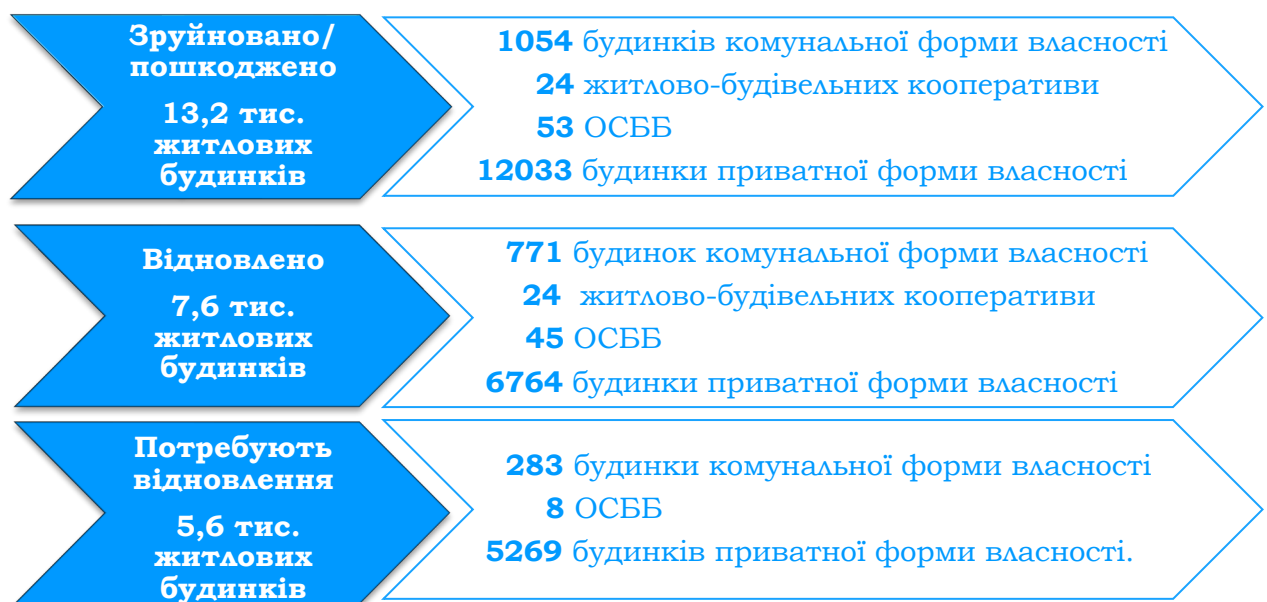 Зруйновано/
пошкоджено
13,2 тис.
житлових
будинків
1054 будинків комунальної форми власності
24 житлово-будівельних кооперативи
53 ОСББ
12033 будинки приватної форми власності
Відновлено
7,6 тис.
житлових
будинків
771 будинок комунальної форми власності
24 житлово-будівельних кооперативи
45 ОСББ
6764 будинки приватної форми власності
Потребують
відновлення
5,6 тис.
житлових
будинків
283 будинки комунальної форми власності
8 ОСББ
5269 будинків приватної форми власності.